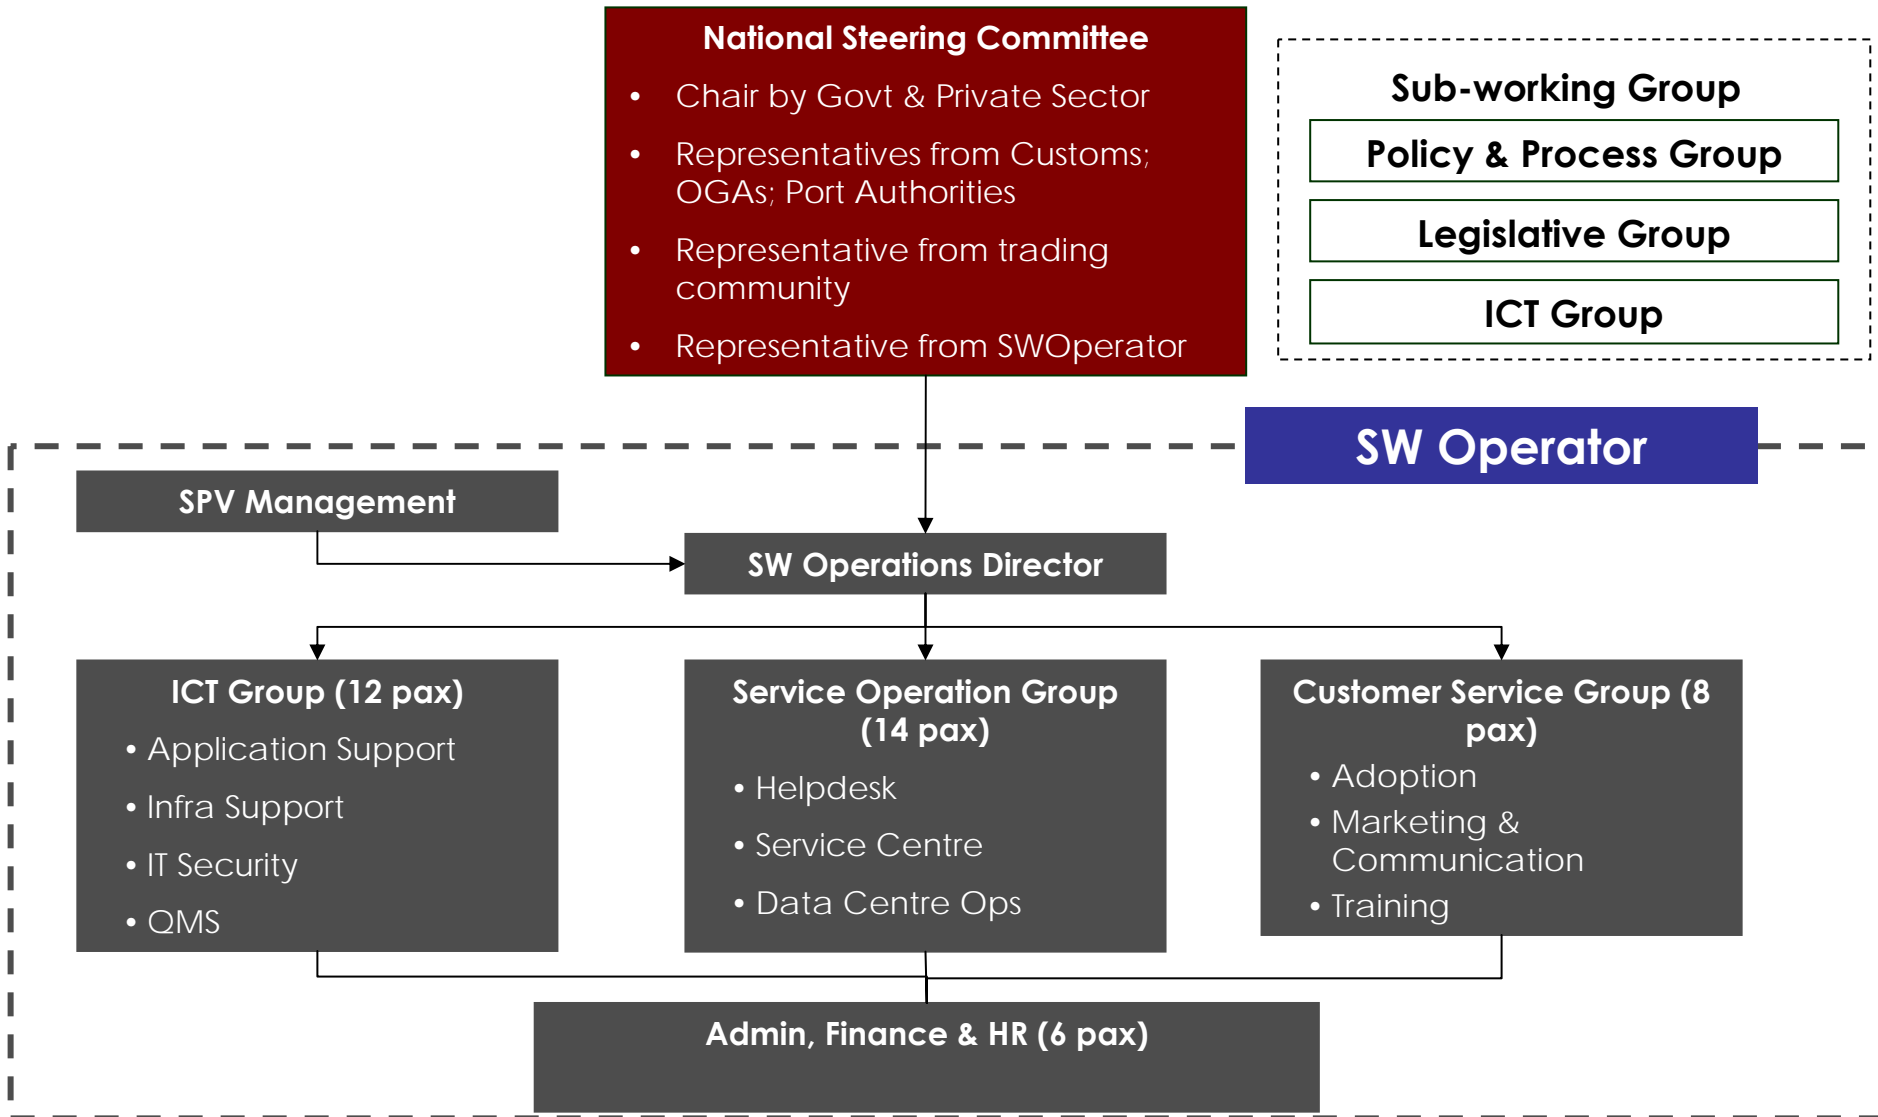 National Steering Committee
• Chair by Govt & Private Sector
• Representatives from Customs;
OGAs; Port Authorities
• Representative from trading
community
• Representative from SWOperator
Sub-working Group
Policy & Process Group
Legislative Group
ICT Group
SW Operator
SPV Management
SW Operations Director
ICT Group (12 pax)
• Application Support
• Infra Support
• IT Security
• QMS
Service Operation Group
(14 pax)
• Helpdesk
• Service Centre
• Data Centre Ops
Customer Service Group (8
pax)
• Adoption
• Marketing &
Communication
• Training
Admin, Finance & HR (6 pax)